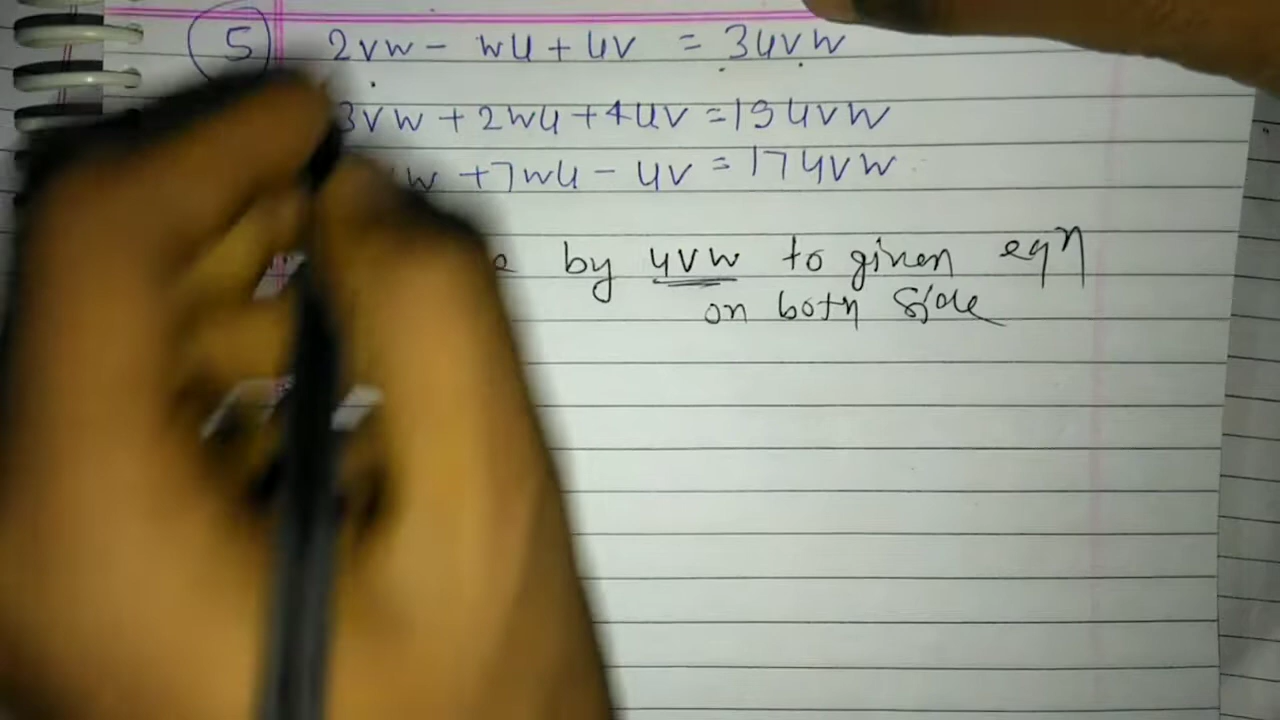 5 2vw - wu + uv = 3uvw
3vw + 2wu + 4uv = 19uvw
w + 7wu - uv = 17uvw
by uvw to given eqn
on both side